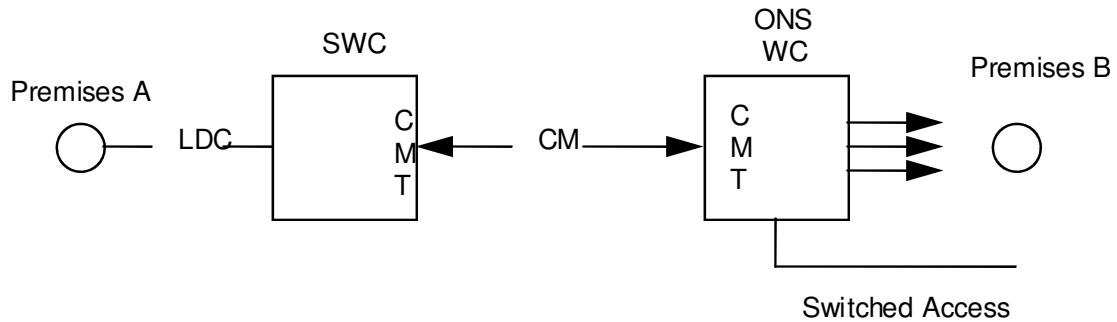 ONS
SWC
WC
Premises B
Premises A
C
M
T
LDC
CM
C
M
T
Switched Access